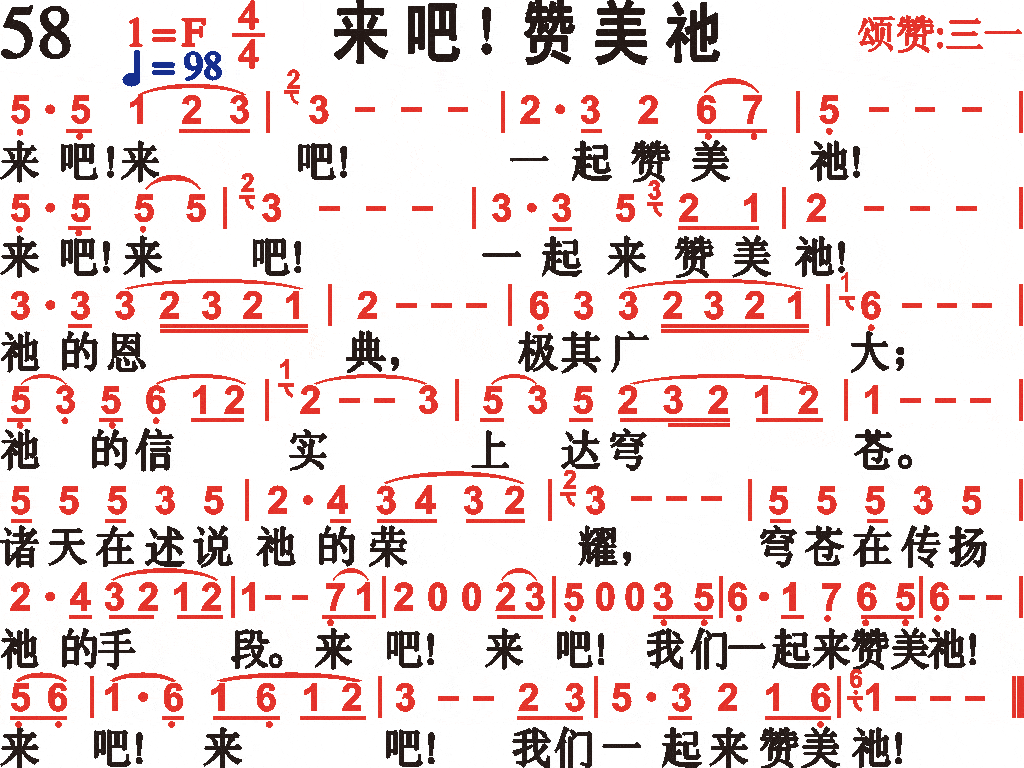 58 1=F 4/4 来吧！赞美祂 颂赞:三一
♩=98
5·5 1 2 3 | 2 3 - - - | 2·3 2 6 7 | 5 - - - |
来吧!来 吧! 一起赞美 祂!
5·5 5 5 | 2 3 - - - | 3·3 5 3 2 1 | 2 - - - |
来吧!来 吧! 一起来赞美祂!
3·3 3 2 3 2 1 | 2 - - - | 6 3 3 2 3 2 1 | 1 6 - - - |
祂的恩 典, 极其广 大;
5 3 5 6 1 2 | 1 2 - - 3 | 5 3 5 2 3 2 1 2 | 1 - - - |
祂 的信 实 上 达穹 苍。
5 5 5 3 5 | 2·4 3 4 3 2 | 2 3 - - - | 5 5 5 3 5 |
诸天在述说祂的荣 耀, 穹苍在传扬
2·4 3 2 1 2 | 1 - - 7 1 | 2 0 0 2 3 | 5 0 0 3 5 | 6·1 7 6 5 | 6 - - |
祂的手 段。来 吧! 来 吧! 我们一起来赞美祂!
5 6 | 1·6 1 6 1 2 | 3 - - 2 3 | 5·3 2 1 6 | 6 1 - - - ‖
来 吧! 来 吧! 我们一起来赞美祂!